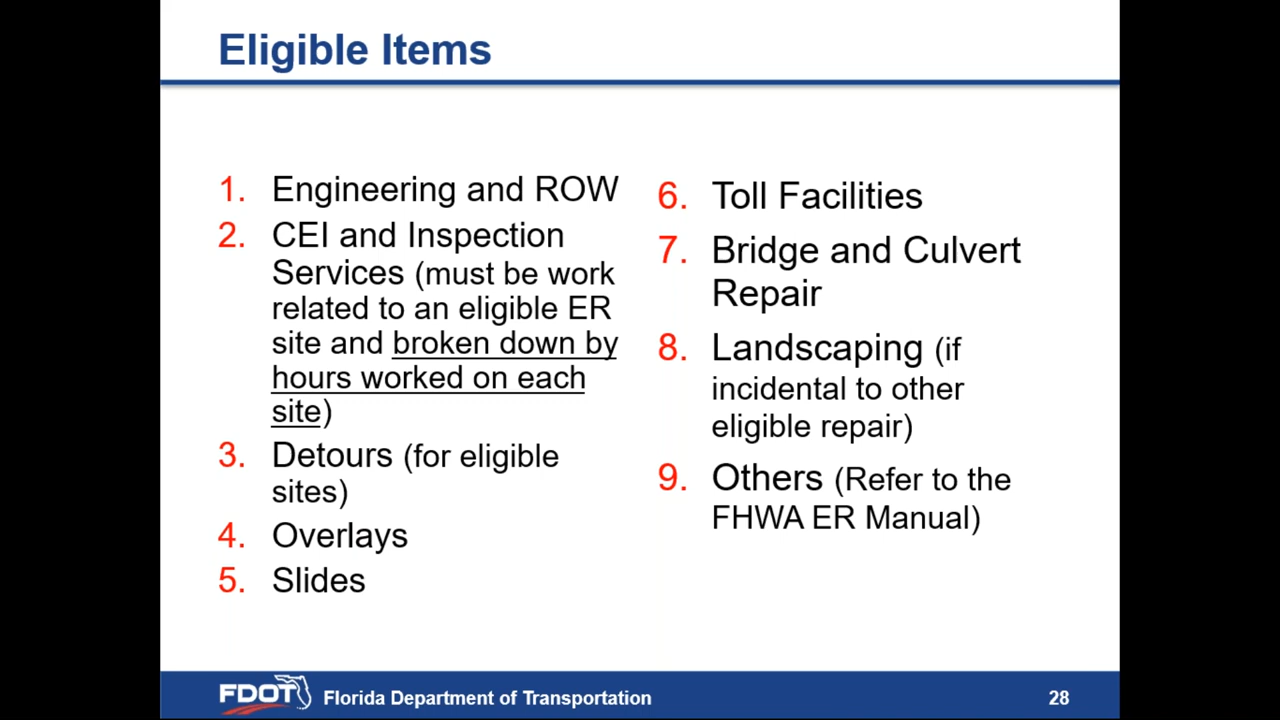 Eligible Items
1. Engineering and ROW
2. CEI and Inspection
Services (must be work
related to an eligible ER
site and broken down by
hours worked on each
site)
3. Detours (for eligible
sites)
4. Overlays
5. Slides
6. Toll Facilities
7. Bridge and Culvert
Repair
8. Landscaping (if
incidental to other
eligible repair)
9. Others (Refer to the
FHWA ER Manual)
FDOT Florida Department of Transportation 28